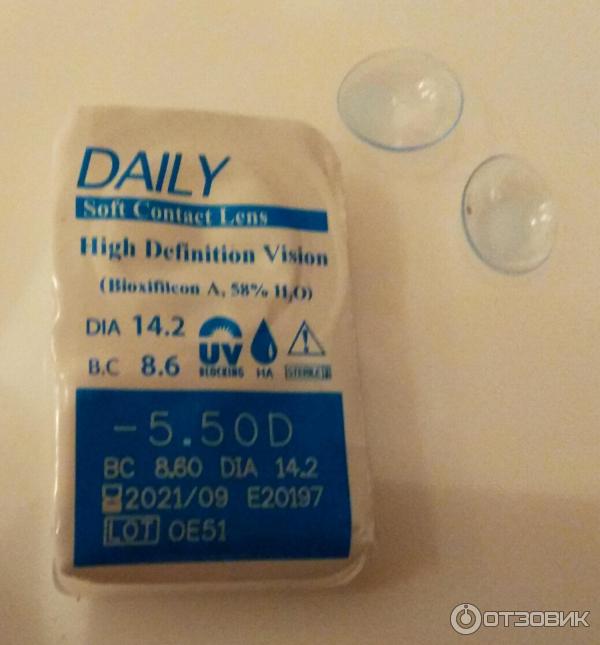 DAILY
Soft Contact Lens
High Definition Vision
(Bioxifilcon A, 58% H₂O)
DIA 14.2
B.C 8.6
UV
BLOCKING
HA
STERILE
-5.50D
BC 8.60 DIA 14.2
2021/09 E20197
LOT OE51
ОТЗОВИК